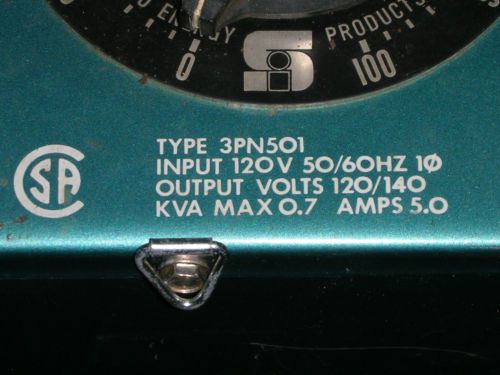 ENERGY PRODUCTS
0 100
TYPE 3PN501
INPUT 120V 50/60HZ 1Ø
OUTPUT VOLTS 120/140
KVA MAX 0.7 AMPS 5.0
CSA